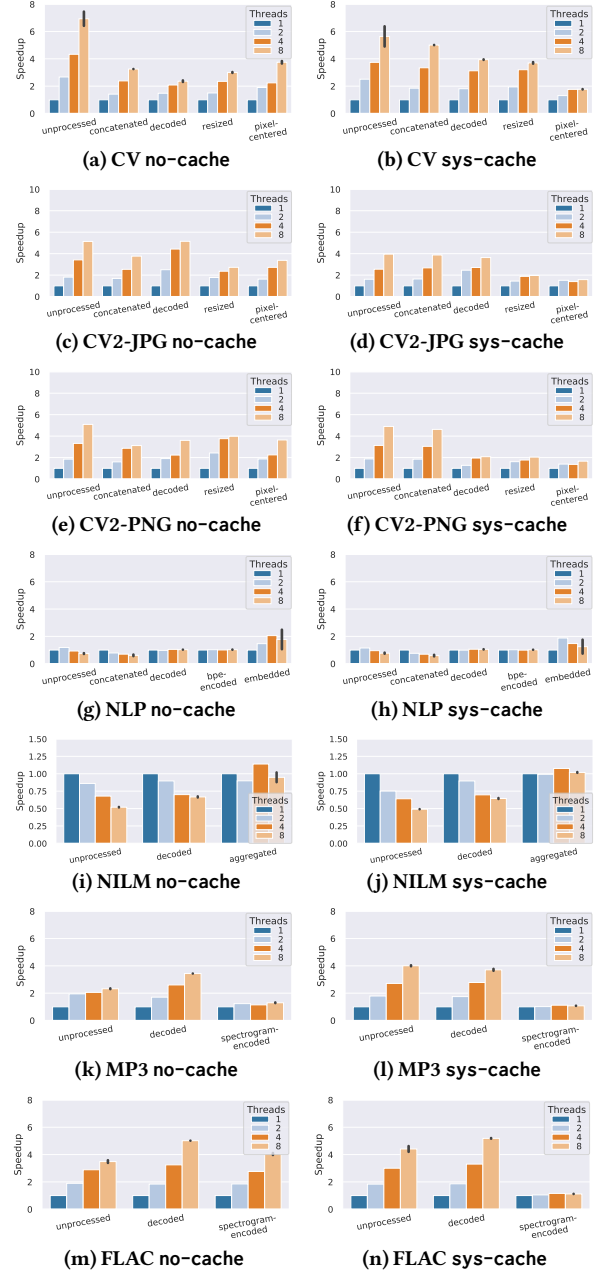 8
6
4
2
0
Speedup
Threads
1
2
4
8
unprocessed
concatenated
decoded
resized
pixel-
centered
(a) CV no-cache
8
6
4
2
0
Speedup
Threads
1
2
4
8
unprocessed
concatenated
decoded
resized
pixel-
centered
(b) CV sys-cache
10
8
6
4
2
0
Speedup
Threads
1
2
4
8
unprocessed
concatenated
decoded
resized
pixel-
centered
(c) CV2-JPG no-cache
10
8
6
4
2
0
Speedup
Threads
1
2
4
8
unprocessed
concatenated
decoded
resized
pixel-
centered
(d) CV2-JPG sys-cache
10
8
6
4
2
0
Speedup
Threads
1
2
4
8
unprocessed
concatenated
decoded
resized
pixel-
centered
(e) CV2-PNG no-cache
10
8
6
4
2
0
Speedup
Threads
1
2
4
8
unprocessed
concatenated
decoded
resized
pixel-
centered
(f) CV2-PNG sys-cache
8
6
4
2
0
Speedup
Threads
1
2
4
8
unprocessed
concatenated
decoded
bpe-
encoded
embedded
(g) NLP no-cache
8
6
4
2
0
Speedup
Threads
1
2
4
8
unprocessed
concatenated
decoded
bpe-
encoded
embedded
(h) NLP sys-cache
1.50
1.25
1.00
0.75
0.50
0.25
0.00
Speedup
Threads
1
2
4
8
unprocessed
decoded
aggregated
(i) NILM no-cache
1.50
1.25
1.00
0.75
0.50
0.25
0.00
Speedup
Threads
1
2
4
8
unprocessed
decoded
aggregated
(j) NILM sys-cache
8
6
4
2
0
Speedup
Threads
1
2
4
8
unprocessed
decoded
spectrogram-
encoded
(k) MP3 no-cache
8
6
4
2
0
Speedup
Threads
1
2
4
8
unprocessed
decoded
spectrogram-
encoded
(l) MP3 sys-cache
8
6
4
2
0
Speedup
Threads
1
2
4
8
unprocessed
decoded
spectrogram-
encoded
(m) FLAC no-cache
8
6
4
2
0
Speedup
Threads
1
2
4
8
unprocessed
decoded
spectrogram-
encoded
(n) FLAC sys-cache